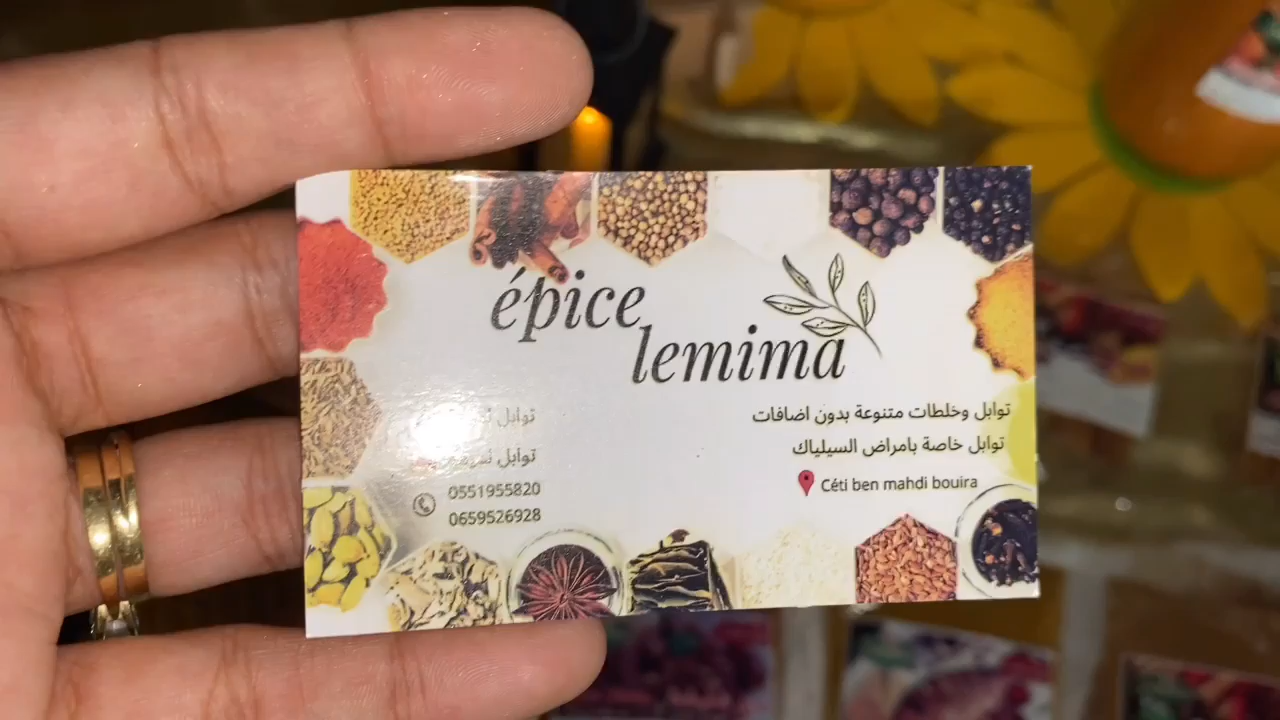 épice
lemima
توابل وخلطات متنوعة بدون اضافات
توابل خاصة بامراض السيلياك
Céti ben mahdi bouira
توابل
توابل
0551955820
0659526928